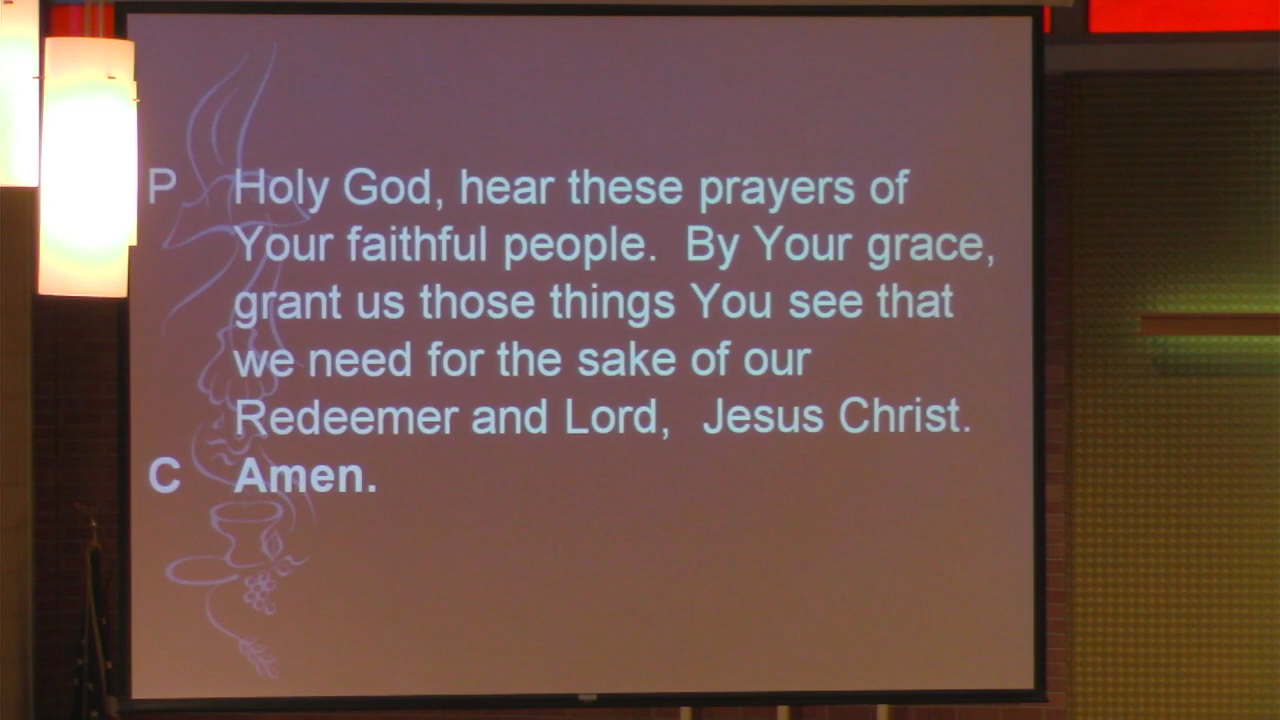 P Holy God, hear these prayers of
Your faithful people. By Your grace,
grant us those things You see that
we need for the sake of our
Redeemer and Lord, Jesus Christ.
C Amen.